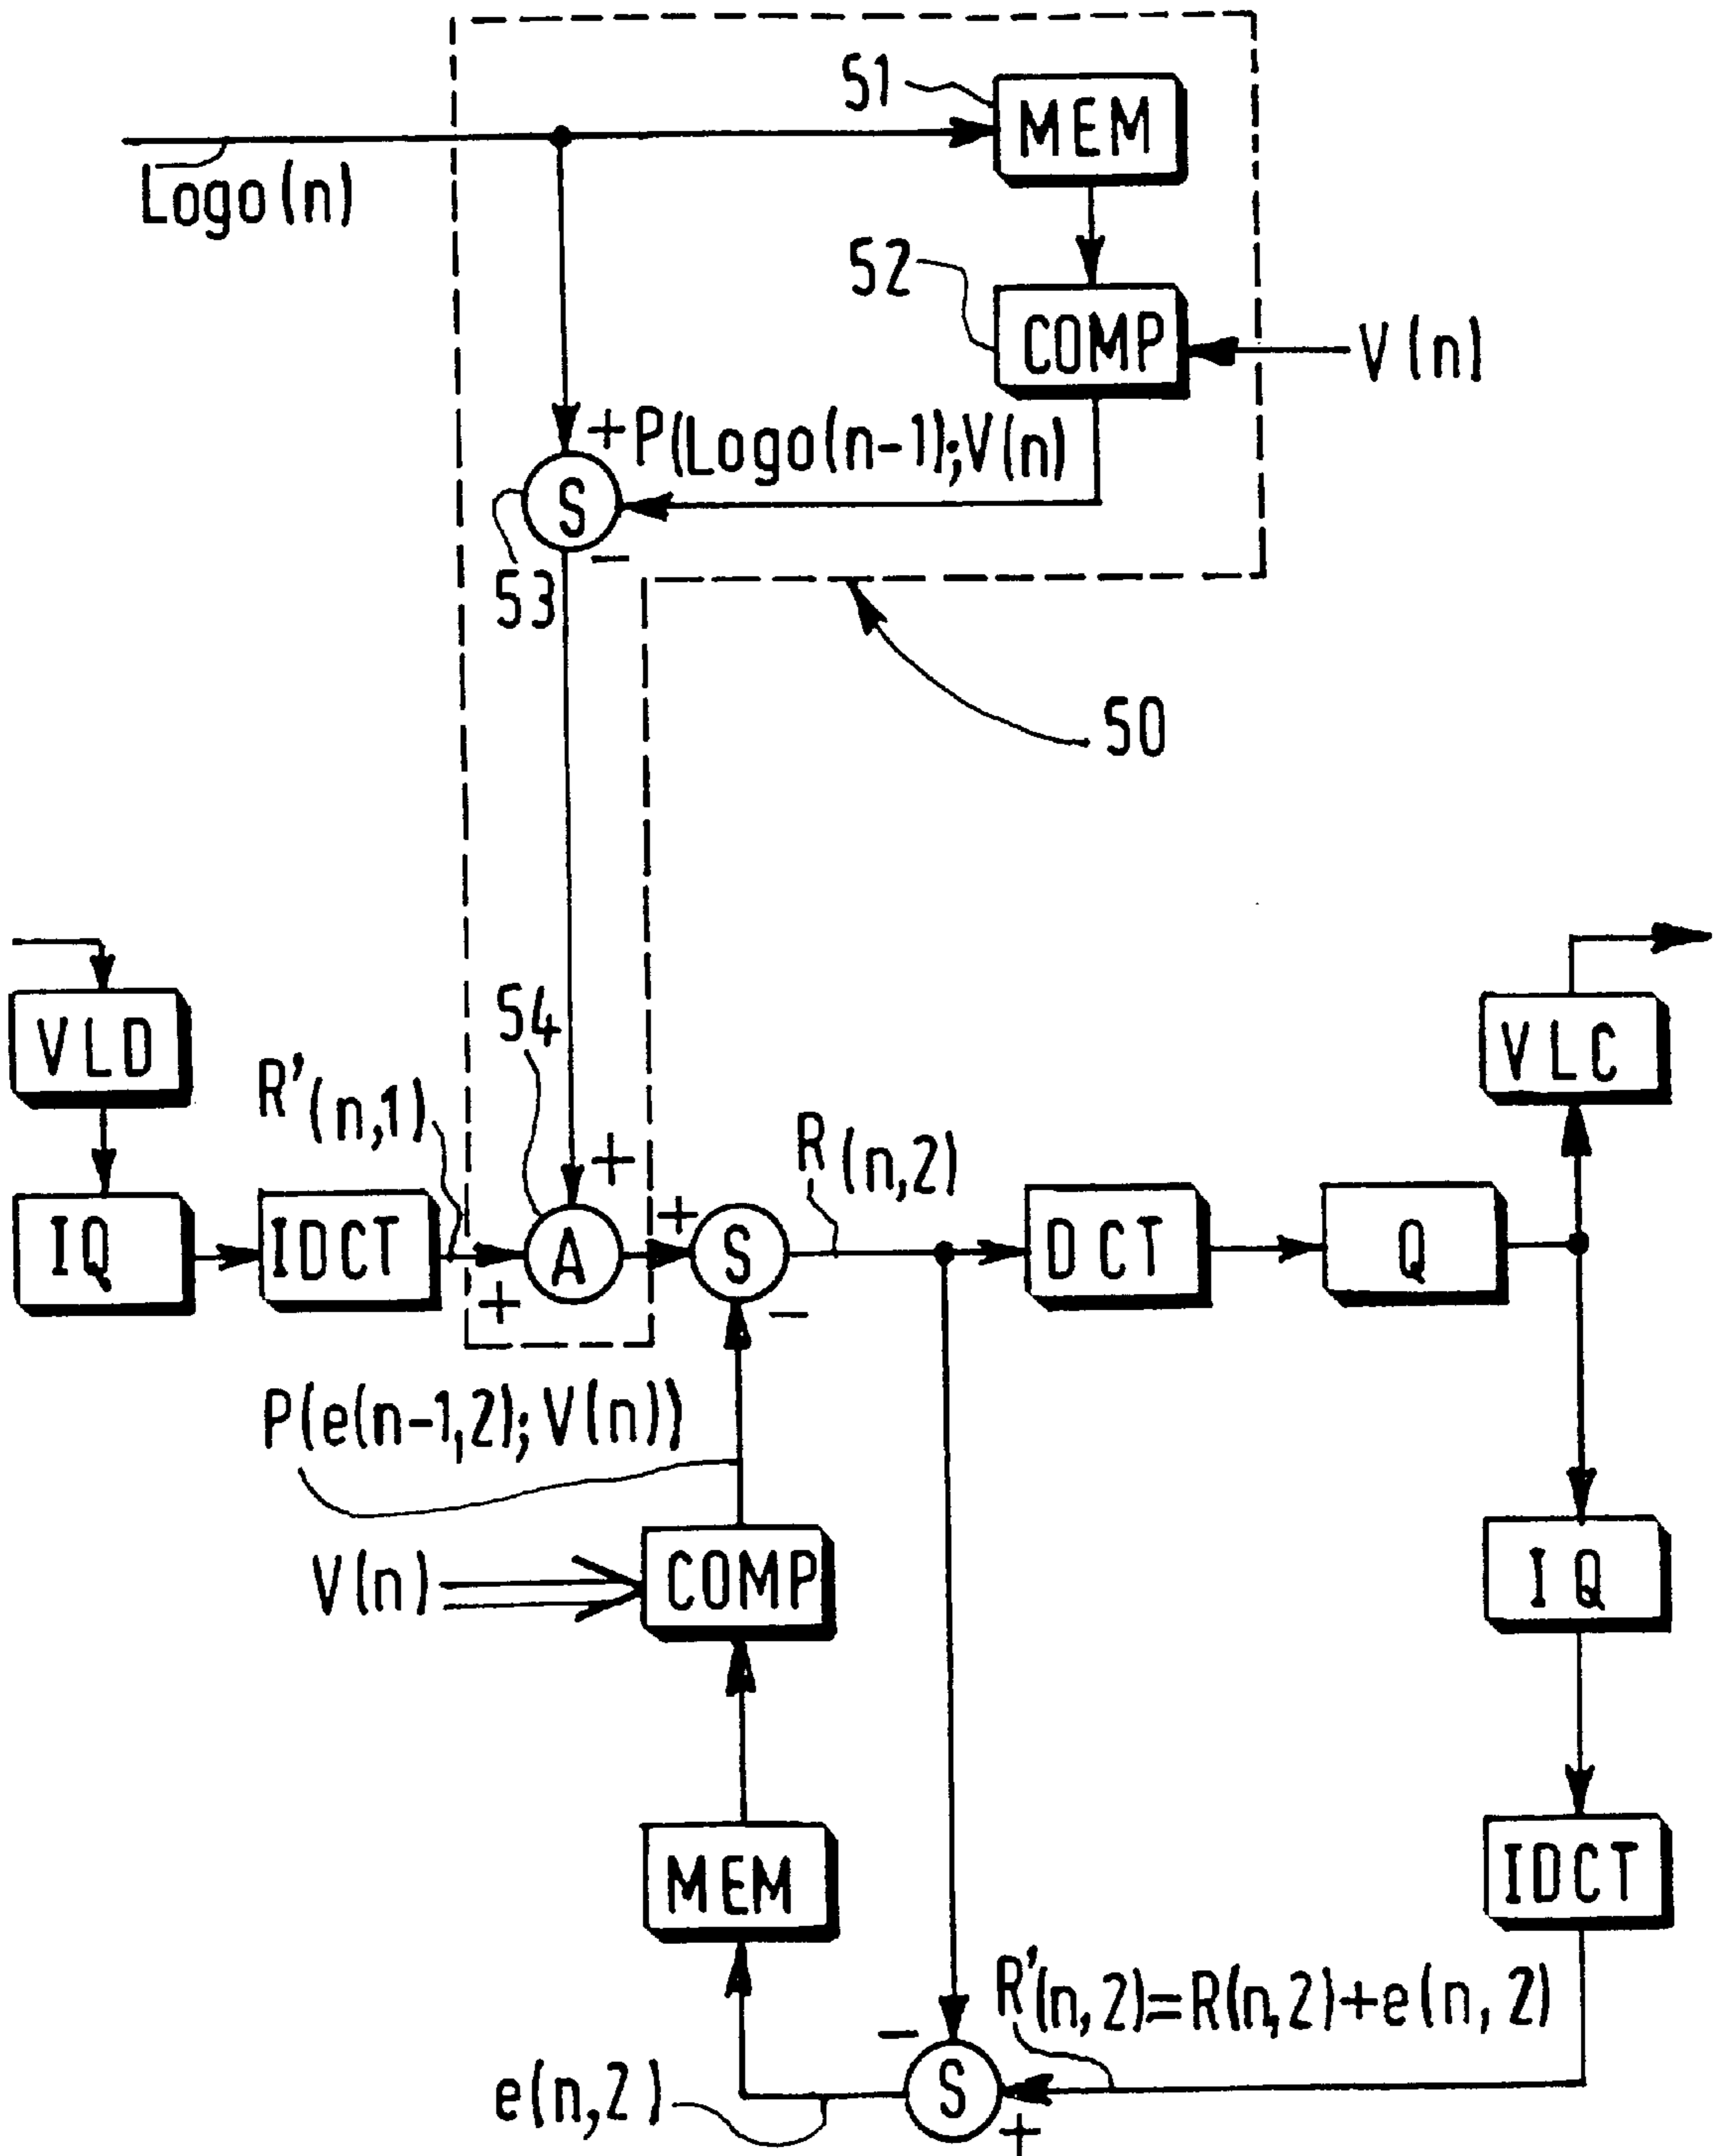 51
MEM
Logo(n)
52
COMP
V(n)
+
P(Logo(n-1);V(n)
S
-
53
50
54
VLD
VLC
R'(n,1)
+
R(n,2)
+
IQ
IDCT
A
S
DCT
Q
+
-
P(e(n-1,2);V(n))
V(n)
COMP
IQ
MEM
IDCT
R'(n,2)=R(n,2)+e(n,2)
-
S
e(n,2)
+